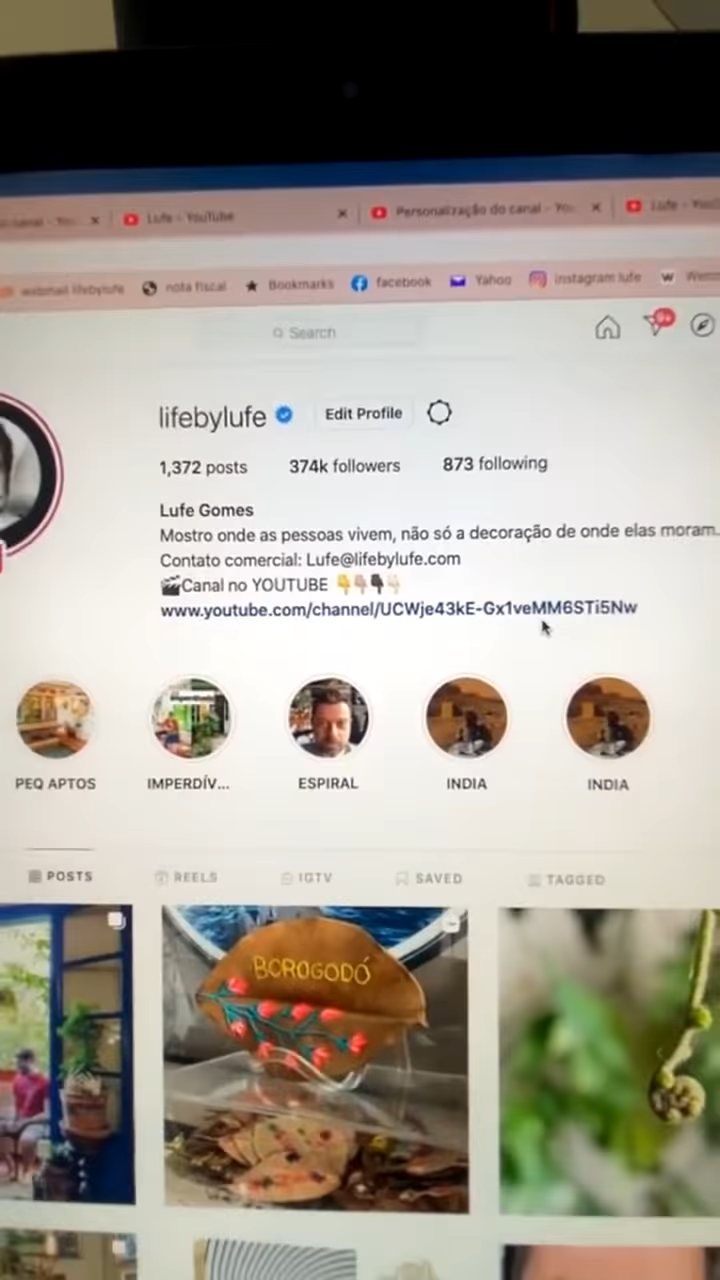 Lufe - YouTube
Personalização do canal - You
Lufe - You
webmail lifebylufe
nota fiscal
Bookmarks
facebook
Yahoo
instagram lufe
W
Search
9+
lifebylufe
Edit Profile
1,372 posts
374k followers
873 following
Lufe Gomes
Mostro onde as pessoas vivem, não só a decoração de onde elas moram.
Contato comercial: Lufe@lifebylufe.com
🎬Canal no YOUTUBE 👇👇🏽👇🏿👇🏻
www.youtube.com/channel/UCWje43kE-Gx1veMM6STi5Nw
PEQ APTOS
IMPERDÍV...
ESPIRAL
INDIA
INDIA
POSTS
REELS
IGTV
SAVED
TAGGED
BOROGODÓ